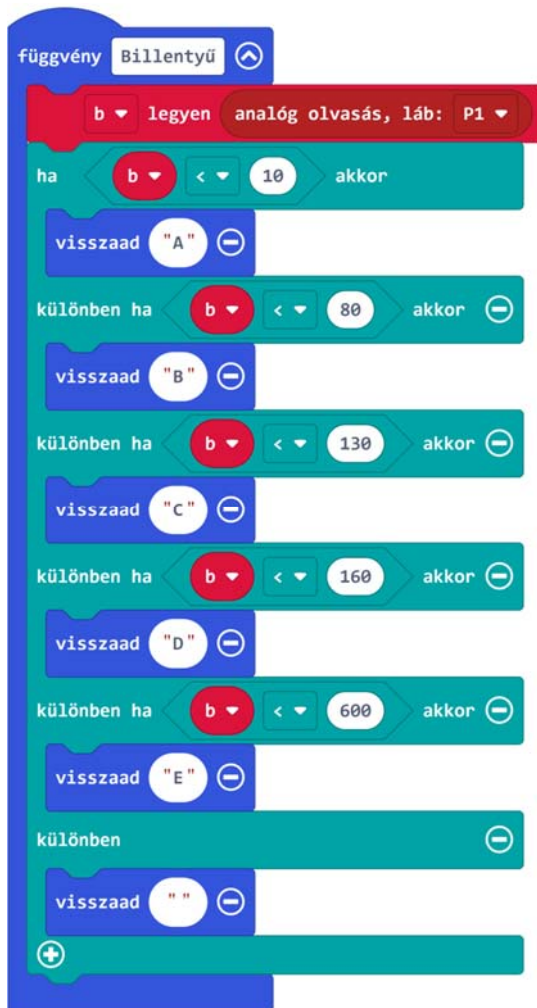 függvény Billentyű
b legyen analóg olvasás, láb: P1
ha b < 10 akkor
visszaad "A"
különben ha b < 80 akkor
visszaad "B"
különben ha b < 130 akkor
visszaad "C"
különben ha b < 160 akkor
visszaad "D"
különben ha b < 600 akkor
visszaad "E"
különben
visszaad " "